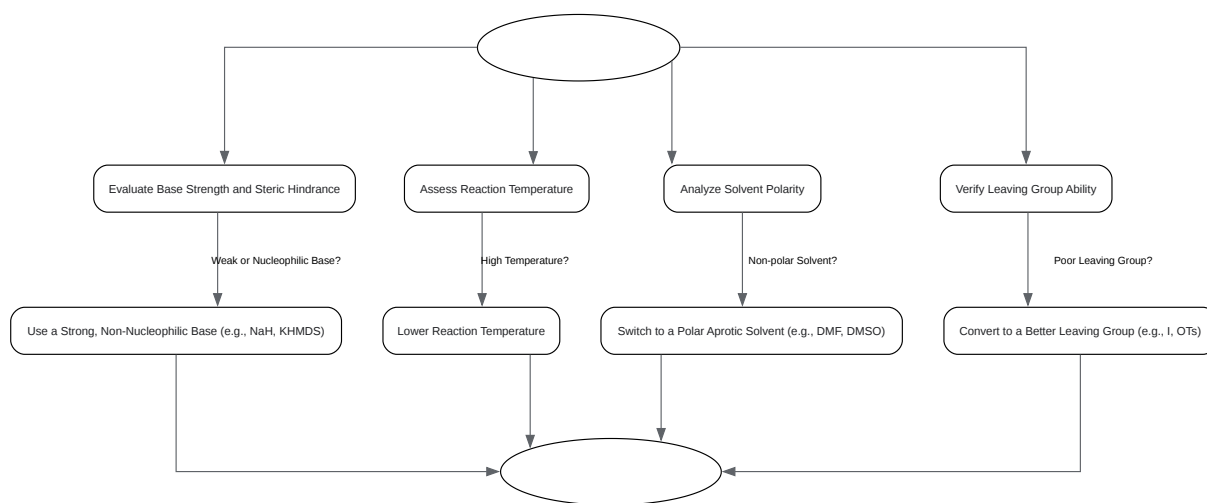 Evaluate Base Strength and Steric Hindrance
Assess Reaction Temperature
Analyze Solvent Polarity
Verify Leaving Group Ability
Weak or Nucleophilic Base?
High Temperature?
Non-polar Solvent?
Poor Leaving Group?
Use a Strong, Non-Nucleophilic Base (e.g., NaH, KHMDS)
Lower Reaction Temperature
Switch to a Polar Aprotic Solvent (e.g., DMF, DMSO)
Convert to a Better Leaving Group (e.g., I, OTs)